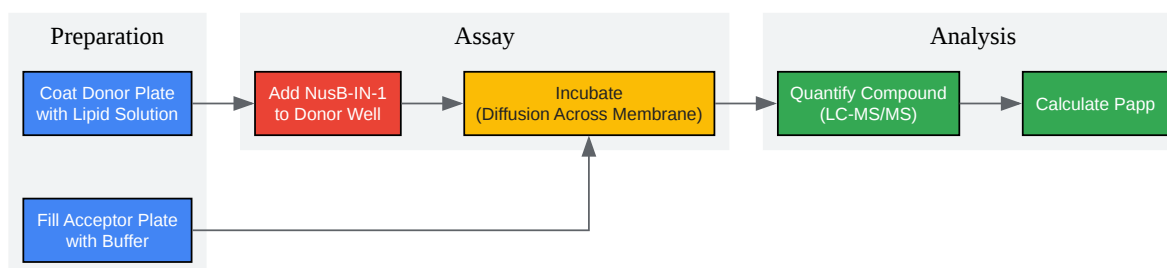 Preparation
Assay
Analysis
Coat Donor Plate
with Lipid Solution
Add NusB-IN-1
to Donor Well
Incubate
(Diffusion Across Membrane)
Quantify Compound
(LC-MS/MS)
Calculate Papp
Fill Acceptor Plate
with Buffer